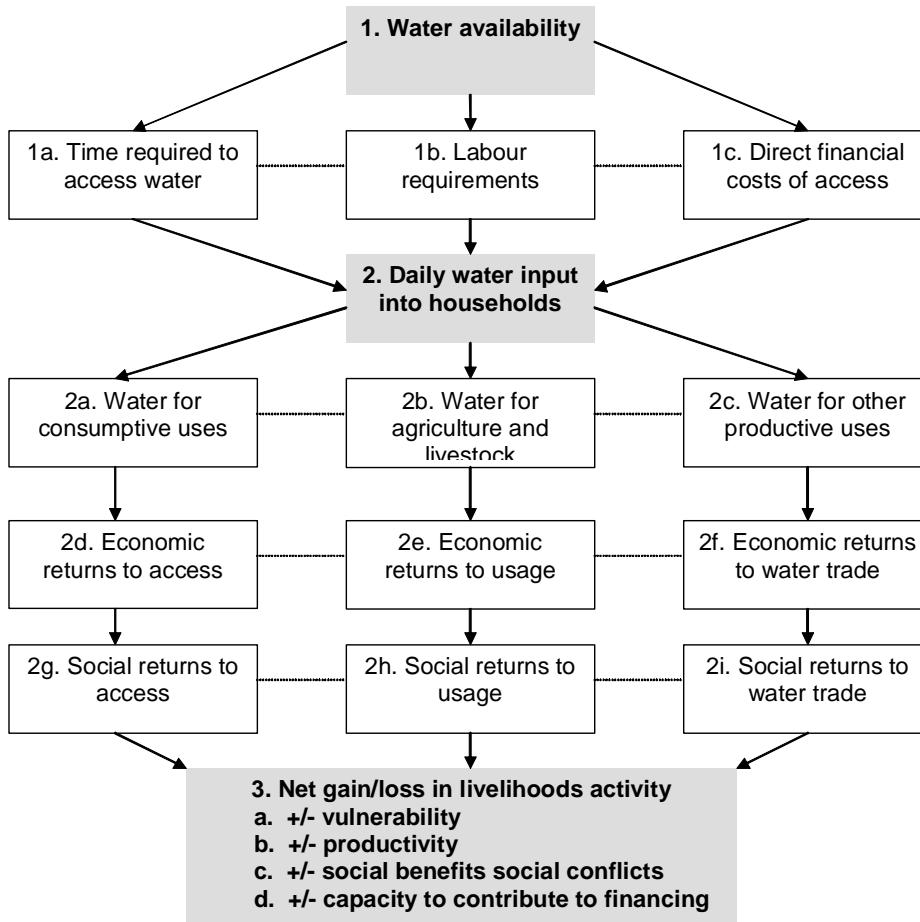 1. Water availability
1a. Time required to
access water
1b. Labour
requirements
1c. Direct financial
costs of access
2. Daily water input
into households
2a. Water for
consumptive uses
2b. Water for
agriculture and
livestock
2c. Water for other
productive uses
2d. Economic
returns to access
2e. Economic
returns to usage
2f. Economic returns
to water trade
2g. Social returns to
access
2h. Social returns to
usage
2i. Social returns to
water trade
3. Net gain/loss in livelihoods activity
a. +/- vulnerability
b. +/- productivity
c. +/- social benefits social conflicts
d. +/- capacity to contribute to financing